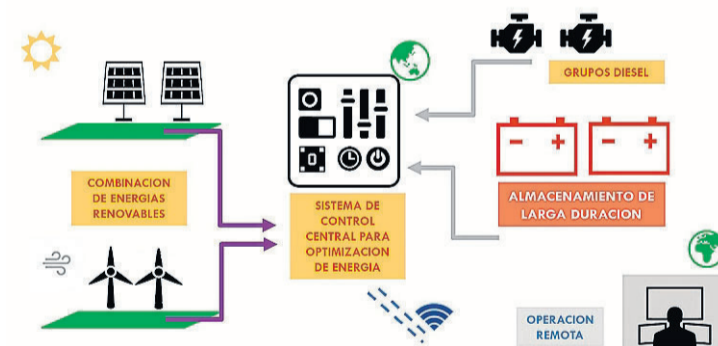 GRUPOS DIESEL
COMBINACION
DE ENERGIAS
RENOVABLES
SISTEMA DE
CONTROL
CENTRAL PARA
OPTIMIZACION
DE ENERGIA
ALMACENAMIENTO DE
LARGA DURACION
OPERACION
REMOTA